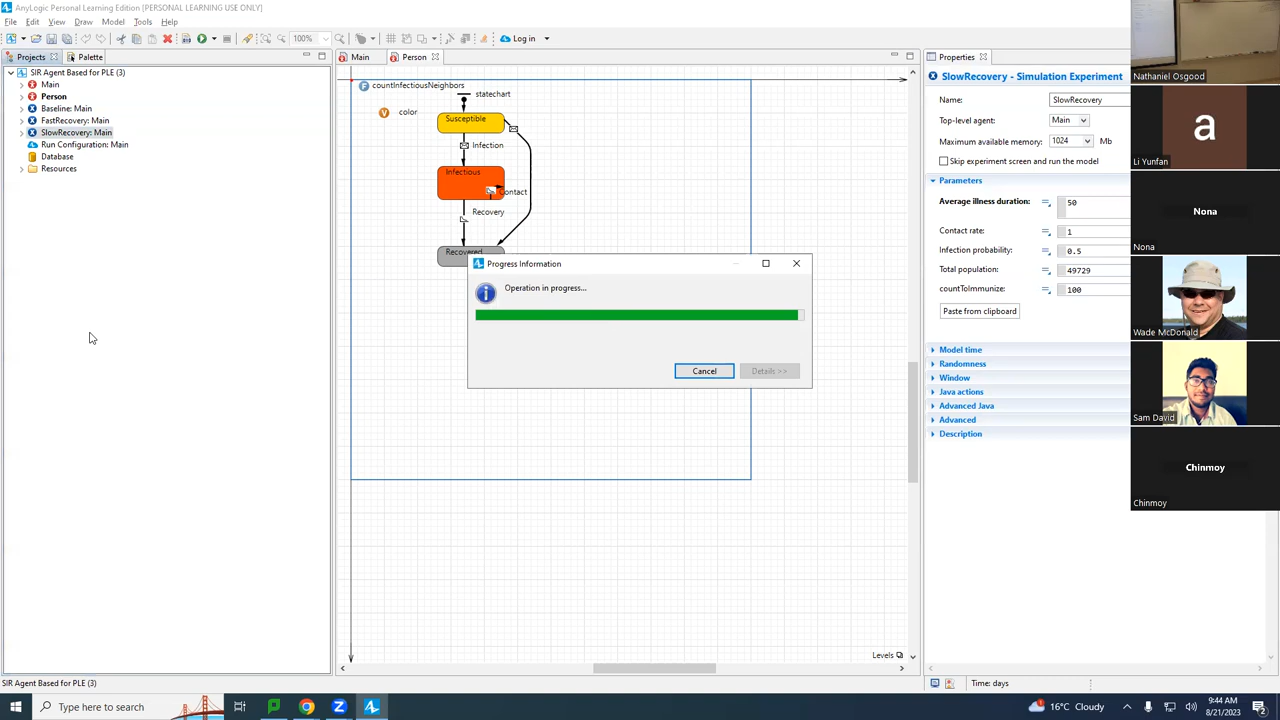 AnyLogic Personal Learning Edition [PERSONAL LEARNING USE ONLY]
File Edit View Draw Model Tools Help
100% Log in
Projects Palette
Main Person
Properties
SIR Agent Based for PLE (3)
Main
Person
Baseline: Main
FastRecovery: Main
SlowRecovery: Main
Run Configuration: Main
Database
Resources
countInfectiousNeighbors
statechart
color
Susceptible
Infection
Infectious
Contact
Recovery
Recovered
Progress Information
Operation in progress...
Cancel Details >>
Levels
SlowRecovery - Simulation Experiment
Name: SlowRecovery
Top-level agent: Main
Maximum available memory: 1024 Mb
Skip experiment screen and run the model
Parameters
Average illness duration: 50
Contact rate: 1
Infection probability: 0.5
Total population: 49729
countToImmunize: 100
Paste from clipboard
Model time
Randomness
Window
Java actions
Advanced Java
Advanced
Description
Nathaniel Osgood
a
Li Yunfan
Nona
Nona
Wade McDonald
Sam David
Chinmoy
Chinmoy
SIR Agent Based for PLE (3)
Time: days
Type here to search
16°C Cloudy
9:44 AM
8/21/2023
2